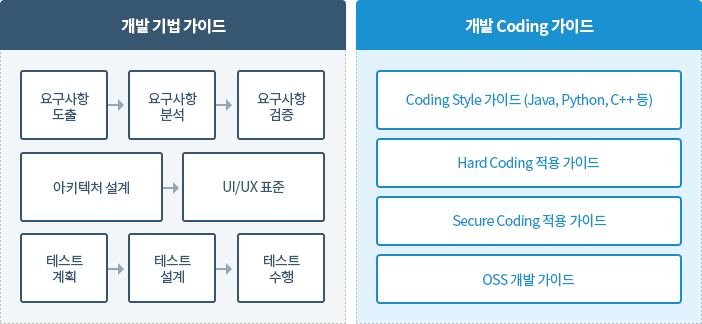 개발 기법 가이드
요구사항
도출
요구사항
분석
요구사항
검증
아키텍처 설계
UI/UX 표준
테스트
계획
테스트
설계
테스트
수행
개발 Coding 가이드
Coding Style 가이드 (Java, Python, C++ 등)
Hard Coding 적용 가이드
Secure Coding 적용 가이드
OSS 개발 가이드